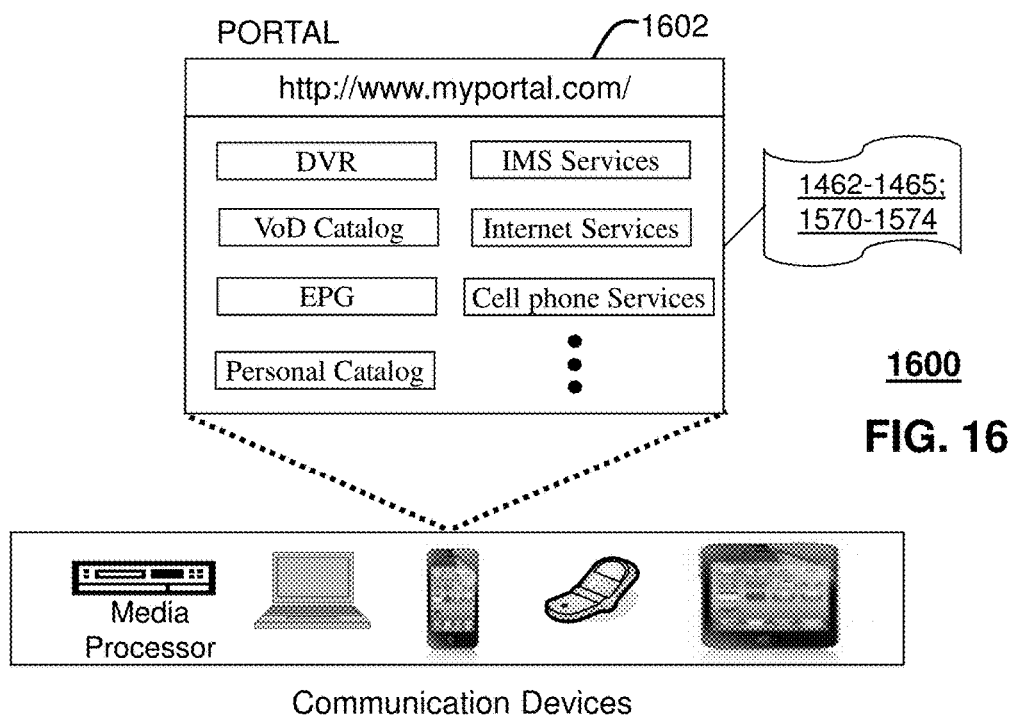 PORTAL
1602
http://www.myportal.com/
DVR
IMS Services
VoD Catalog
Internet Services
EPG
Cell phone Services
Personal Catalog
1462-1465;
1570-1574
1600
FIG. 16
Media
Processor
Communication Devices